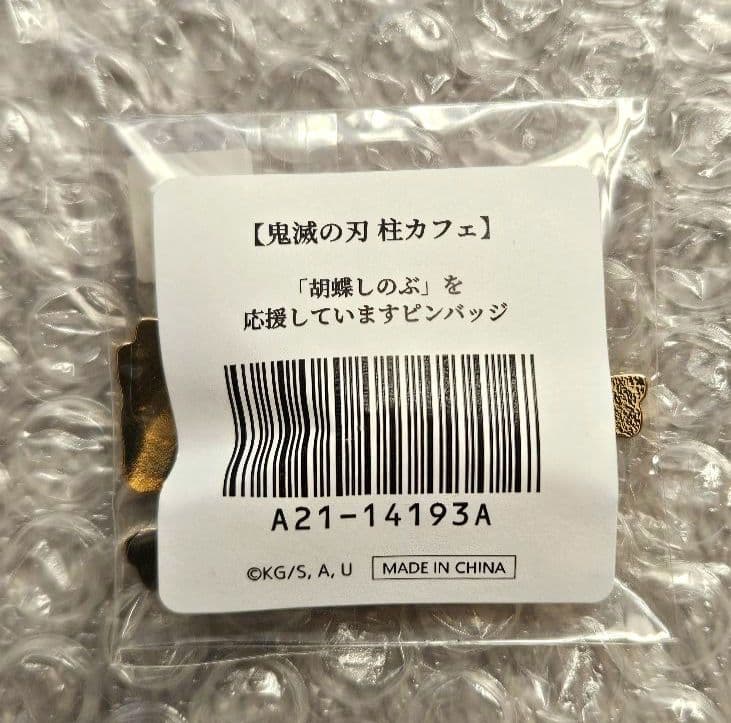 【鬼滅の刃 柱カフェ】
「胡蝶しのぶ」を
応援していますピンバッジ
A21-14193A
©KG/S, A, U MADE IN CHINA